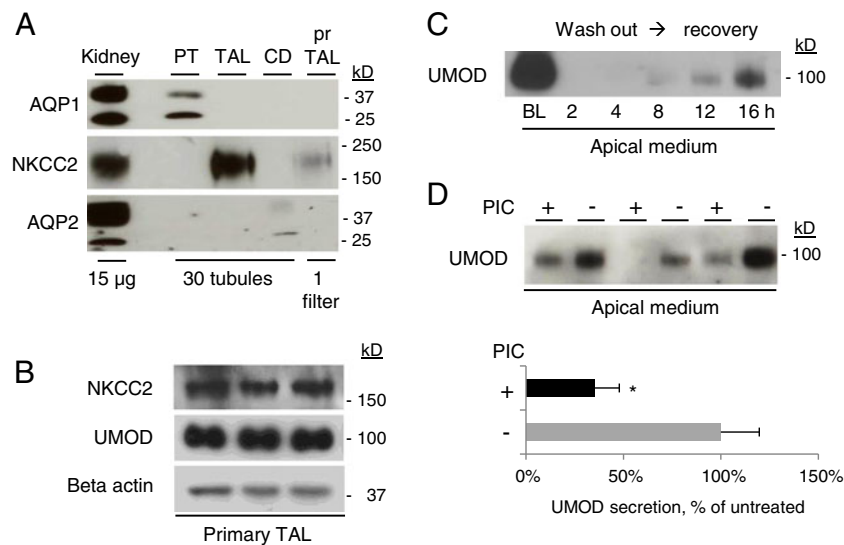 A
Kidney PT TAL CD pr TAL
kD
AQP1
- 37
- 25
NKCC2
- 250
- 150
AQP2
- 37
- 25
15 µg 30 tubules 1 filter
B
kD
NKCC2
- 150
UMOD
- 100
Beta actin
- 37
Primary TAL
C
Wash out → recovery
kD
UMOD
- 100
BL 2 4 8 12 16 h
Apical medium
D
PIC + - + - + -
kD
UMOD
- 100
Apical medium
PIC
+
*
-
0% 50% 100% 150%
UMOD secretion, % of untreated